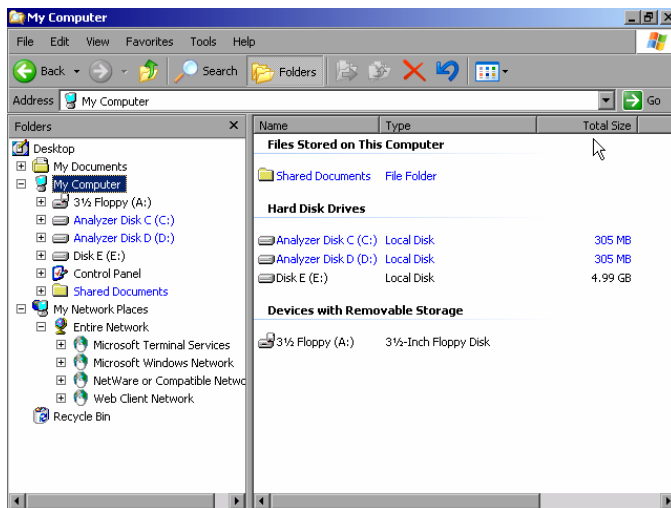 My Computer
File Edit View Favorites Tools Help
Back Search Folders
Address My Computer Go
Folders
Desktop
My Documents
My Computer
3½ Floppy (A:)
Analyzer Disk C (C:)
Analyzer Disk D (D:)
Disk E (E:)
Control Panel
Shared Documents
My Network Places
Entire Network
Microsoft Terminal Services
Microsoft Windows Network
NetWare or Compatible Netwo
Web Client Network
Recycle Bin
Name Type Total Size
Files Stored on This Computer
Shared Documents File Folder
Hard Disk Drives
Analyzer Disk C (C:) Local Disk 305 MB
Analyzer Disk D (D:) Local Disk 305 MB
Disk E (E:) Local Disk 4.99 GB
Devices with Removable Storage
3½ Floppy (A:) 3½-Inch Floppy Disk